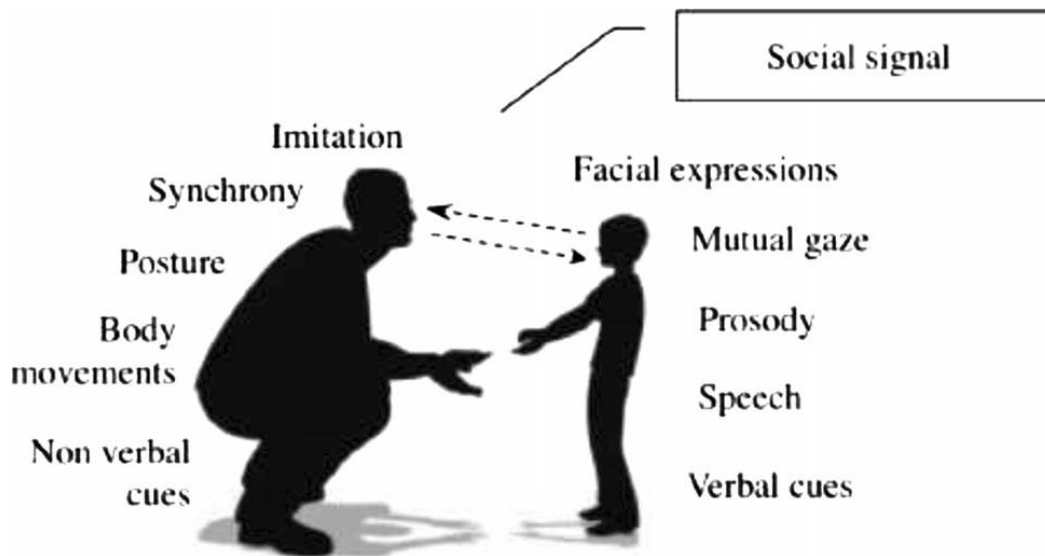 Social signal
Imitation
Synchrony
Posture
Body
movements
Non verbal
cues
Facial expressions
Mutual gaze
Prosody
Speech
Verbal cues